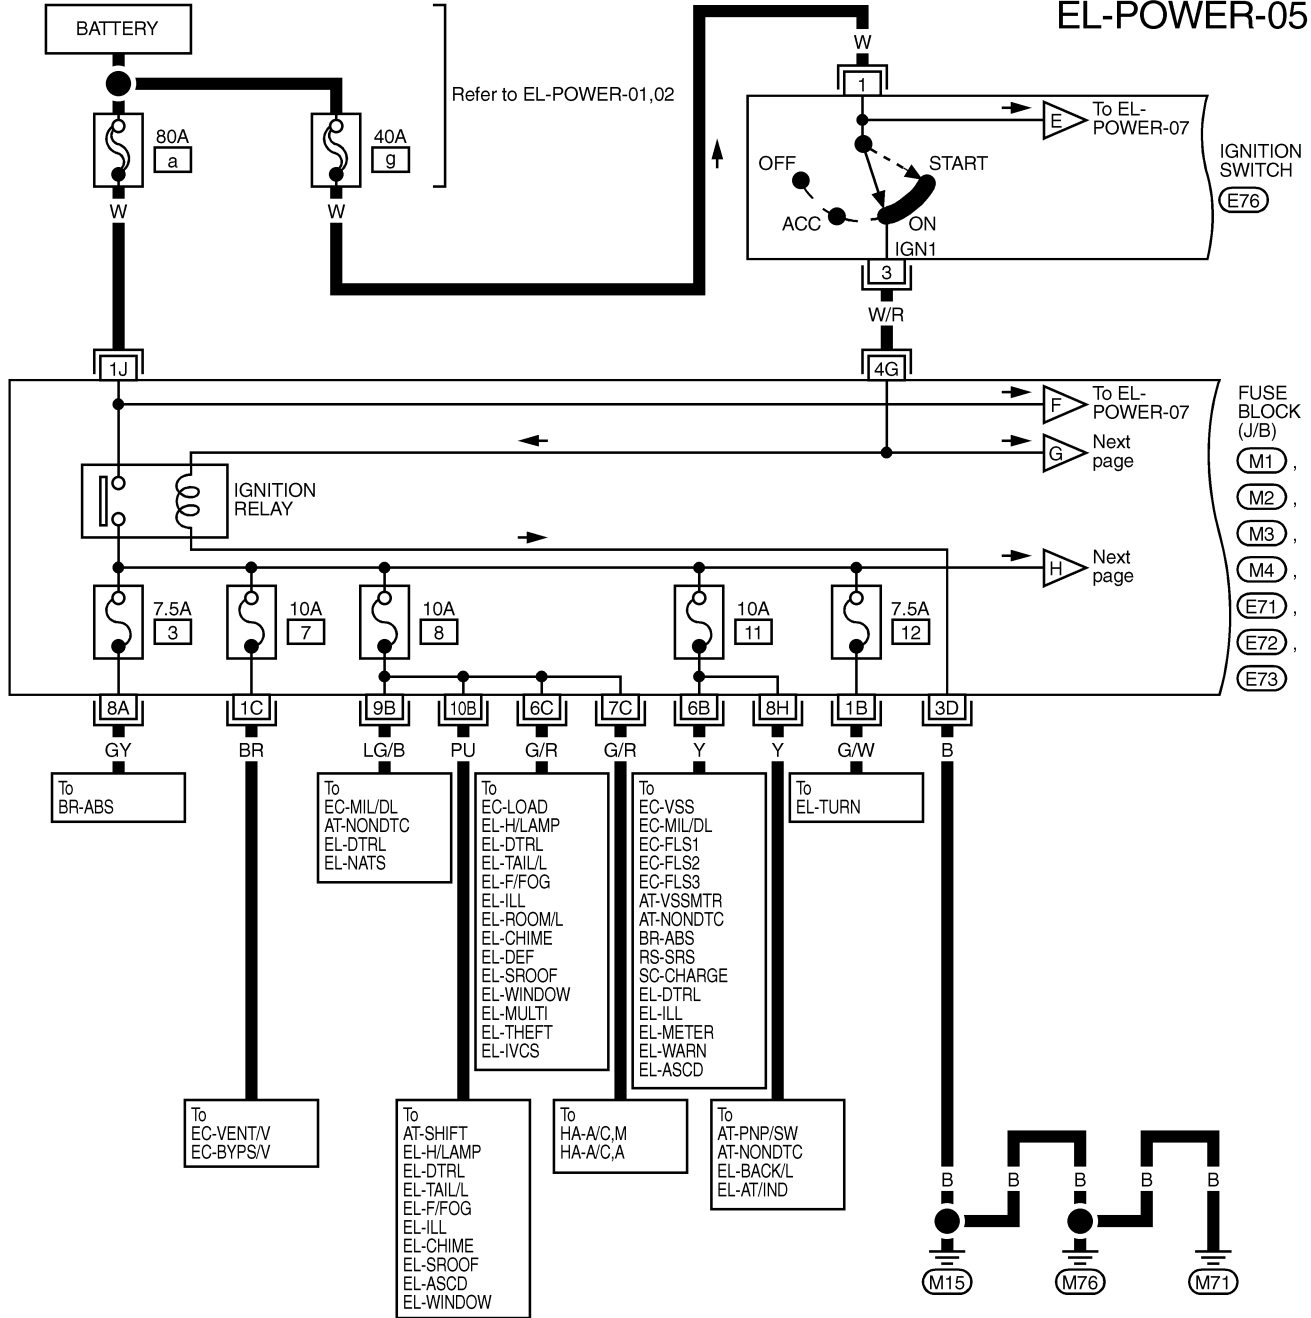 EL-POWER-05
BATTERY
Refer to EL-POWER-01,02
80A
a
40A
g
W
W
W
1
E
To EL-
POWER-07
IGNITION
SWITCH
E76
OFF
START
ACC
ON
IGN1
3
W/R
1J
4G
F
To EL-
POWER-07
G
Next
page
FUSE
BLOCK
(J/B)
M1 ,
M2 ,
M3 ,
M4 ,
E71 ,
E72 ,
E73
IGNITION
RELAY
H
Next
page
7.5A
3
10A
7
10A
8
10A
11
7.5A
12
8A
1C
9B
10B
6C
7C
6B
8H
1B
3D
GY
BR
LG/B
PU
G/R
G/R
Y
Y
G/W
B
To
BR-ABS
To
EC-MIL/DL
AT-NONDTC
EL-DTRL
EL-NATS
To
EC-LOAD
EL-H/LAMP
EL-DTRL
EL-TAIL/L
EL-F/FOG
EL-ILL
EL-ROOM/L
EL-CHIME
EL-DEF
EL-SROOF
EL-WINDOW
EL-MULTI
EL-THEFT
EL-IVCS
To
EC-VSS
EC-MIL/DL
EC-FLS1
EC-FLS2
EC-FLS3
AT-VSSMTR
AT-NONDTC
BR-ABS
RS-SRS
SC-CHARGE
EL-DTRL
EL-ILL
EL-METER
EL-WARN
EL-ASCD
To
EL-TURN
To
EC-VENT/V
EC-BYPS/V
To
AT-SHIFT
EL-H/LAMP
EL-DTRL
EL-TAIL/L
EL-F/FOG
EL-ILL
EL-CHIME
EL-SROOF
EL-ASCD
EL-WINDOW
To
HA-A/C,M
HA-A/C,A
To
AT-PNP/SW
AT-NONDTC
EL-BACK/L
EL-AT/IND
B
B
B
B
B
M15
M76
M71